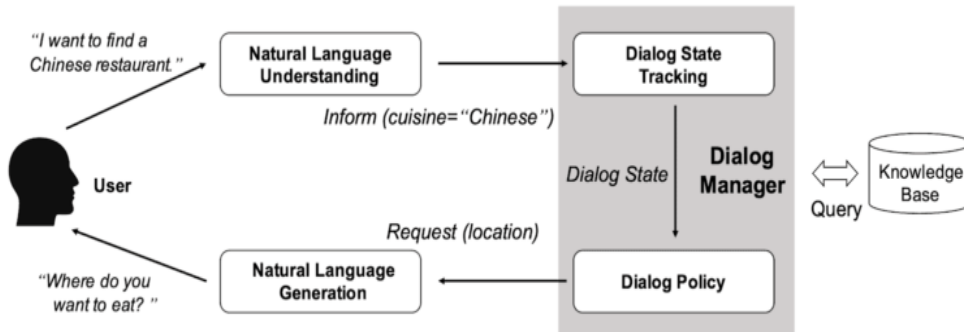 “I want to find a
Chinese restaurant.”
Natural Language
Understanding
Dialog State
Tracking
Inform (cuisine=“Chinese”)
User
Dialog State
Dialog
Manager
Knowledge
Base
Query
Request (location)
“Where do you
want to eat? ”
Natural Language
Generation
Dialog Policy